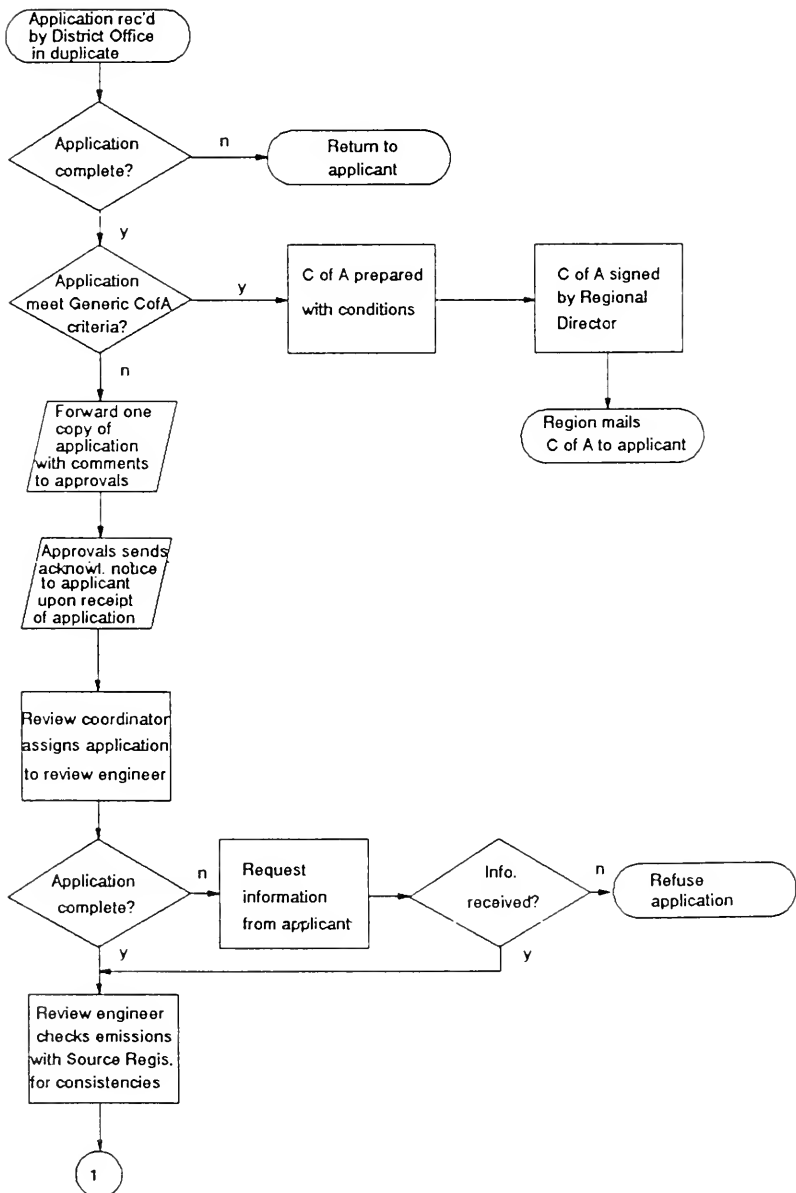 Application rec'd
by District Office
in duplicate
Application
complete?
n
Return to
applicant
y
Application
meet Generic CofA
criteria?
y
C of A prepared
with conditions
C of A signed
by Regional
Director
n
Region mails
C of A to applicant
Forward one
copy of
application
with comments
to approvals
Approvals sends
acknowl. notice
to applicant
upon receipt
of application
Review coordinator
assigns application
to review engineer
Application
complete?
n
Request
information
from applicant
Info.
received?
n
Refuse
application
y
y
Review engineer
checks emissions
with Source Regis.
for consistencies
1